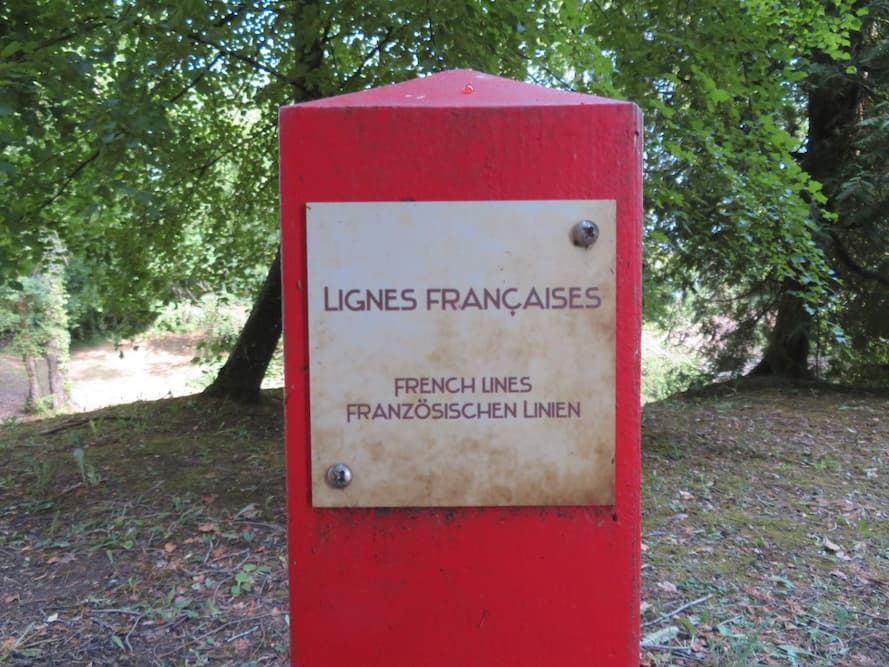 LIGNES FRANÇAISES
FRENCH LINES
FRANZÖSISCHEN LINIEN